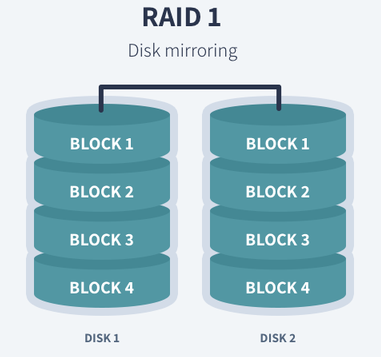 RAID 1
Disk mirroring
BLOCK 1
BLOCK 2
BLOCK 3
BLOCK 4
DISK 1
BLOCK 1
BLOCK 2
BLOCK 3
BLOCK 4
DISK 2